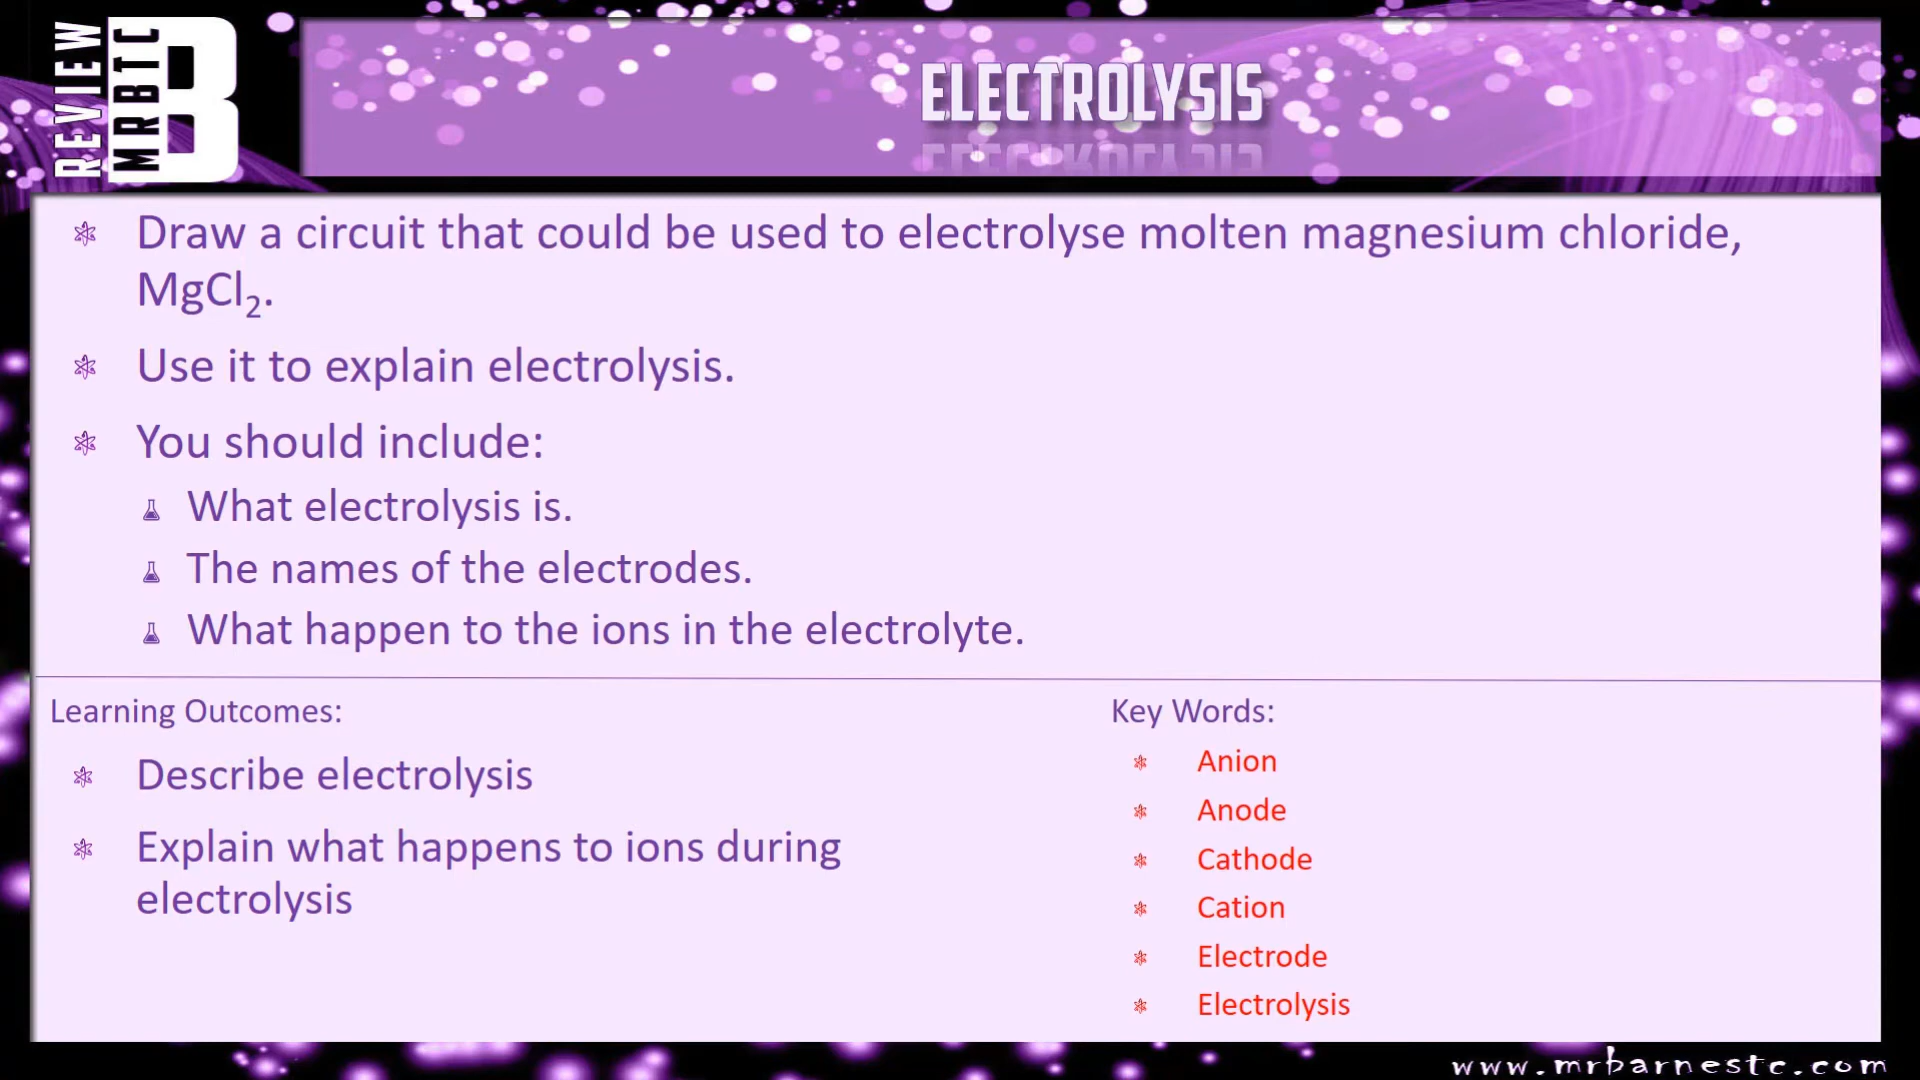 REVIEW
MRBTC
B
ELECTROLYSIS
Draw a circuit that could be used to electrolyse molten magnesium chloride,
MgCl₂.
Use it to explain electrolysis.
You should include:
What electrolysis is.
The names of the electrodes.
What happen to the ions in the electrolyte.
Learning Outcomes:
Describe electrolysis
Explain what happens to ions during
electrolysis
Key Words:
Anion
Anode
Cathode
Cation
Electrode
Electrolysis
www.mrbarnestc.com